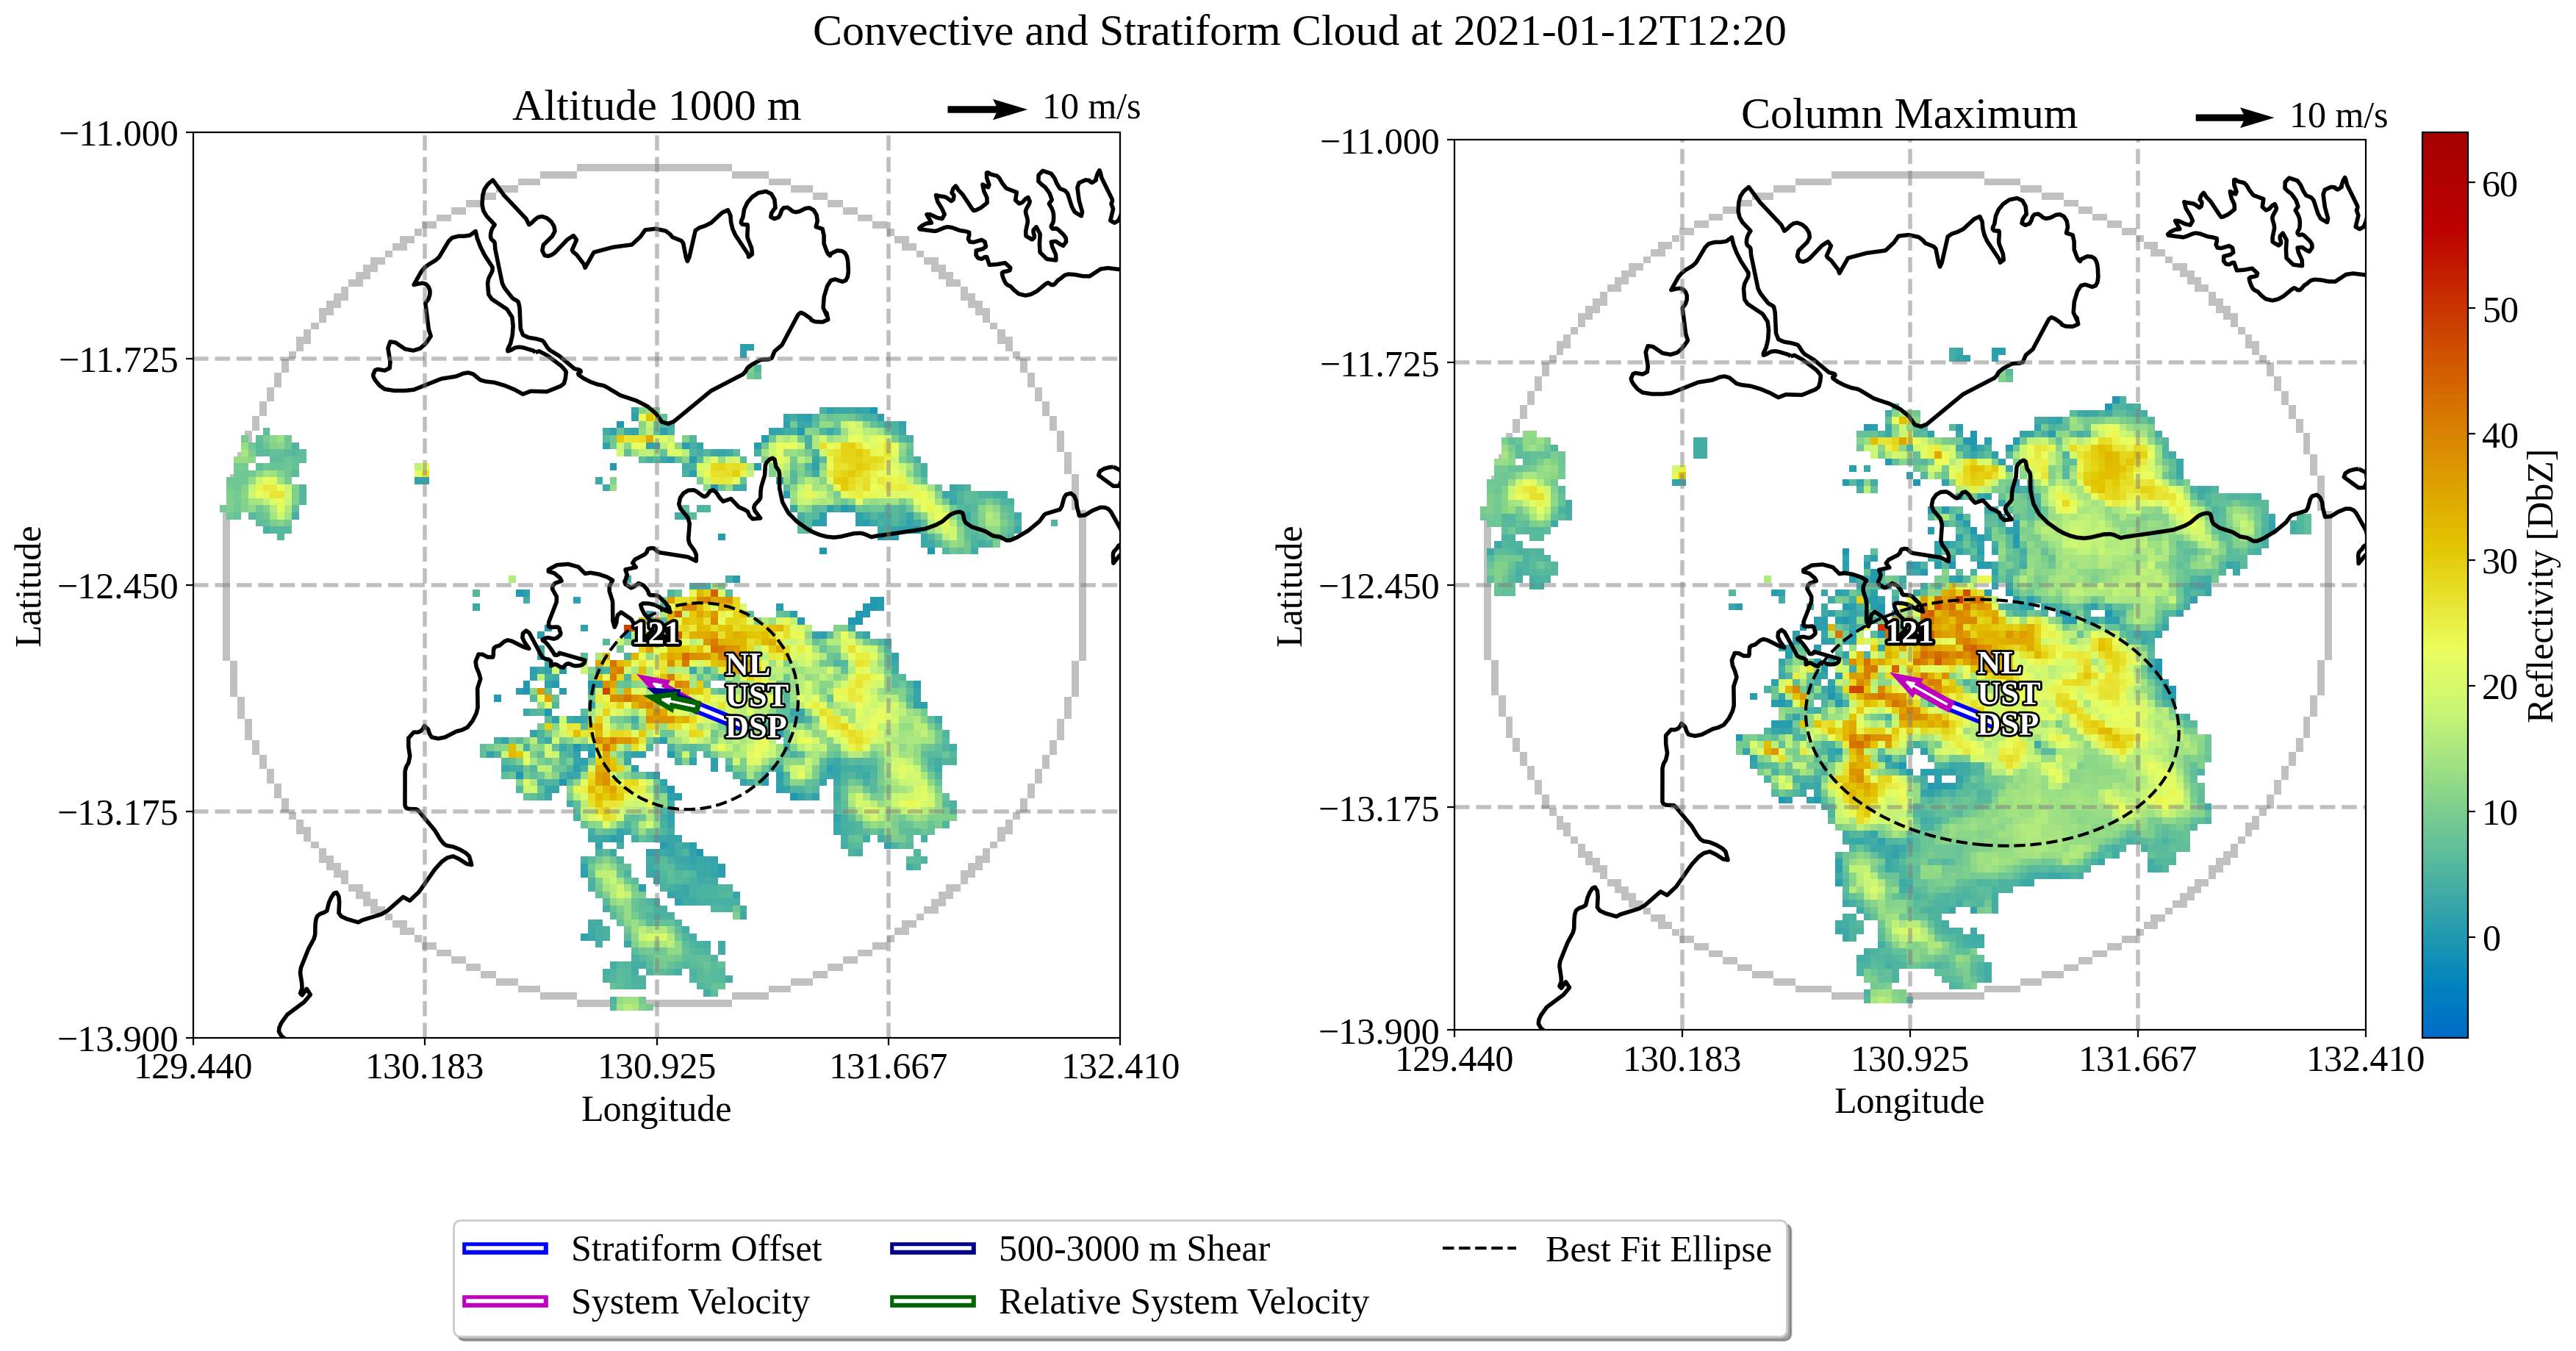 Convective and Stratiform Cloud at 2021-01-12T12:20
Altitude 1000 m
10 m/s
−11.000
−11.725
−12.450
−13.175
−13.900
Latitude
129.440
130.183
130.925
131.667
132.410
Longitude
121
NL
UST
DSP
Column Maximum
10 m/s
−11.000
−11.725
−12.450
−13.175
−13.900
Latitude
129.440
130.183
130.925
131.667
132.410
Longitude
121
NL
UST
DSP
60
50
40
30
20
10
0
Reflectivity [DbZ]
Stratiform Offset
System Velocity
500-3000 m Shear
Relative System Velocity
Best Fit Ellipse